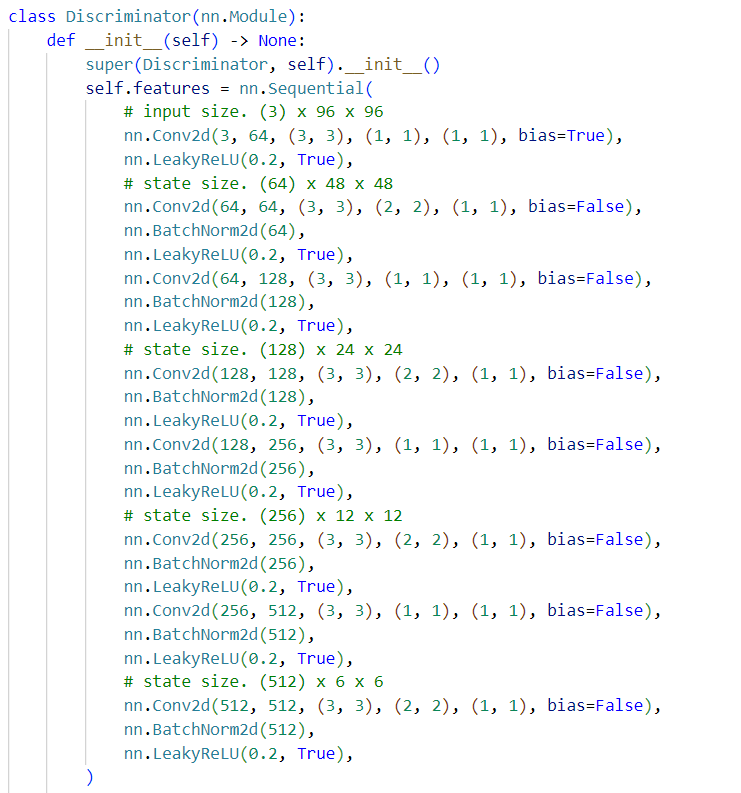 class Discriminator(nn.Module):
    def __init__(self) -> None:
        super(Discriminator, self).__init__()
        self.features = nn.Sequential(
            # input size. (3) x 96 x 96
            nn.Conv2d(3, 64, (3, 3), (1, 1), (1, 1), bias=True),
            nn.LeakyReLU(0.2, True),
            # state size. (64) x 48 x 48
            nn.Conv2d(64, 64, (3, 3), (2, 2), (1, 1), bias=False),
            nn.BatchNorm2d(64),
            nn.LeakyReLU(0.2, True),
            nn.Conv2d(64, 128, (3, 3), (1, 1), (1, 1), bias=False),
            nn.BatchNorm2d(128),
            nn.LeakyReLU(0.2, True),
            # state size. (128) x 24 x 24
            nn.Conv2d(128, 128, (3, 3), (2, 2), (1, 1), bias=False),
            nn.BatchNorm2d(128),
            nn.LeakyReLU(0.2, True),
            nn.Conv2d(128, 256, (3, 3), (1, 1), (1, 1), bias=False),
            nn.BatchNorm2d(256),
            nn.LeakyReLU(0.2, True),
            # state size. (256) x 12 x 12
            nn.Conv2d(256, 256, (3, 3), (2, 2), (1, 1), bias=False),
            nn.BatchNorm2d(256),
            nn.LeakyReLU(0.2, True),
            nn.Conv2d(256, 512, (3, 3), (1, 1), (1, 1), bias=False),
            nn.BatchNorm2d(512),
            nn.LeakyReLU(0.2, True),
            # state size. (512) x 6 x 6
            nn.Conv2d(512, 512, (3, 3), (2, 2), (1, 1), bias=False),
            nn.BatchNorm2d(512),
            nn.LeakyReLU(0.2, True),
        )